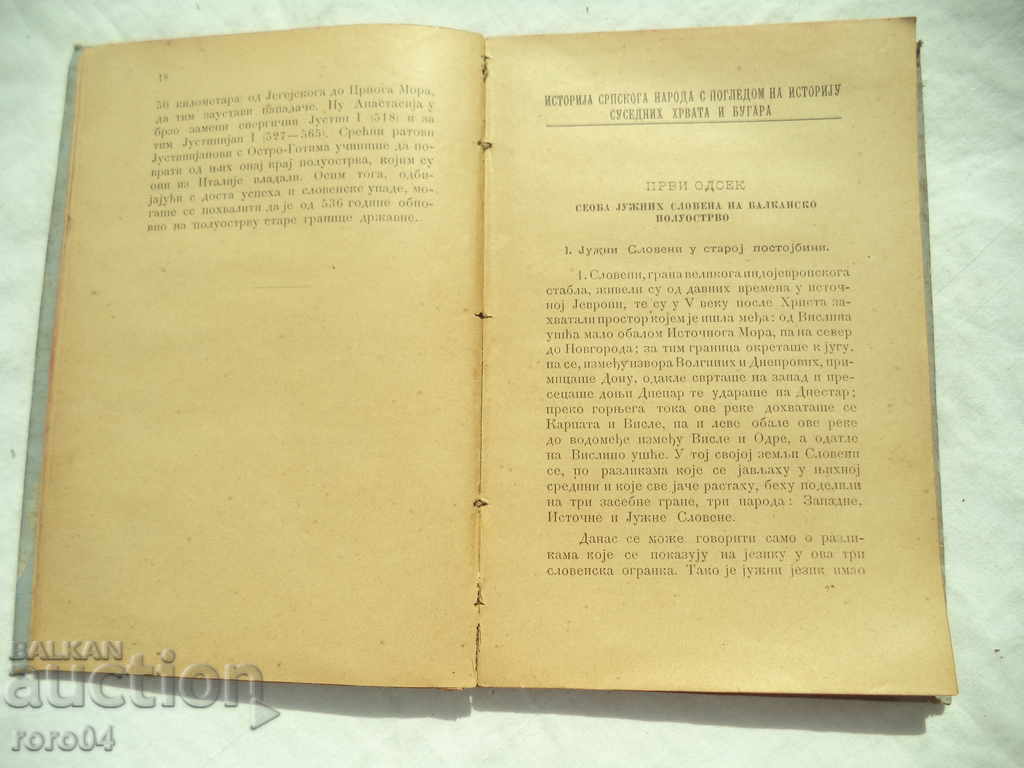 18
56 километара од Јегејскога до Црнога Мора,
да тим заустави нападаче. Ну Анастасија у
брзо замени енергични Јустин I (518) и за
тим Јустинијан I (527—565). Срећни ратови
Јустинијанови с Остро-Готима учинише да по-
врати од њих онај крај полуострва, којим су
они из Италије владали. Осим тога, одби-
јајући с доста успеха и словенске упаде, мо-
гаше се похвалити да је од 536 године обно-
вио на полуострву старе границе државне.
ИСТОРИЈА СРПСКОГА НАРОДА С ПОГЛЕДОМ НА ИСТОРИЈУ
СУСЕДНИХ ХРВАТА И БУГАРА
ПРВИ ОДСЕК
СЕОБА ЈУЖНИХ СЛОВЕНА НА БАЛКАНСКО
ПОЛУОСТРВО
1. Јужни Словени у старој постојбини.
1. Словени, грана великога индојевропскога
стабла, живели су од давних времена у источ-
ној Јевропи, те су у V веку после Христа за-
хватали простор којем је ишла међа: од Вислина
ушћа мало обалом Источнога Мора, па на север
до Новгорода; за тим граница окреташе к југу,
па се, између извора Волгиних и Днепрових, при-
мицаше Дону, одакле свრташе на запад и пре-
сецаше доњи Днепар те удараше на Днестар;
преко горњега тока ове реке дохваташе се
Карпата и Висле, па и леве обале ове реке
до водомеђе између Висле и Одре, а одатле
на Вислино ушће. У тој својој земљи Словени
се, по разликама које се јављаху у њихној
средини и које све јаче растаху, беху поделили
на три засебне гране, три народа: Западне,
Источне и Јужне Словене.
Данас се може говорити само о разли-
кама које се показују на језику у ова три
словенска огранка. Тако је јужни језик имао
2*
BALKAN
auction
roro04